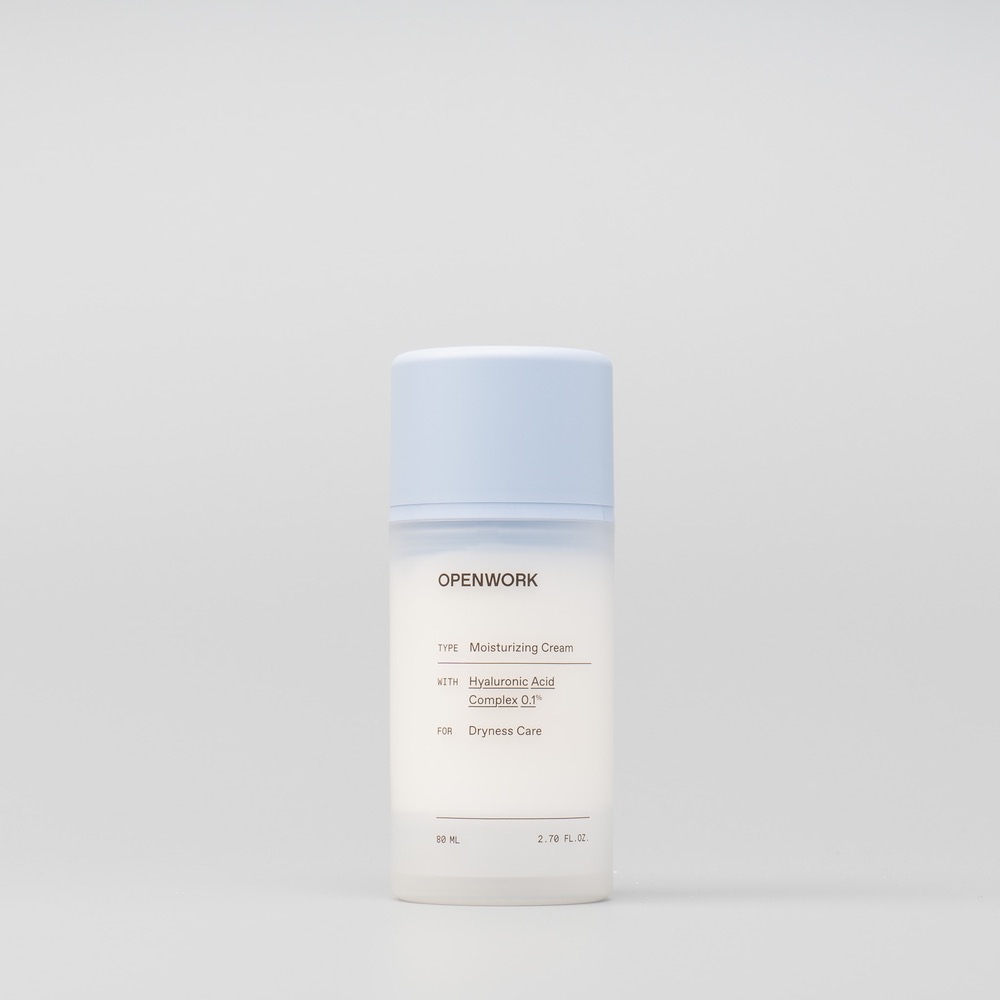 OPENWORK
TYPE Moisturizing Cream
WITH Hyaluronic Acid
Complex 0.1%
FOR Dryness Care
80 ML 2.70 FL.OZ.